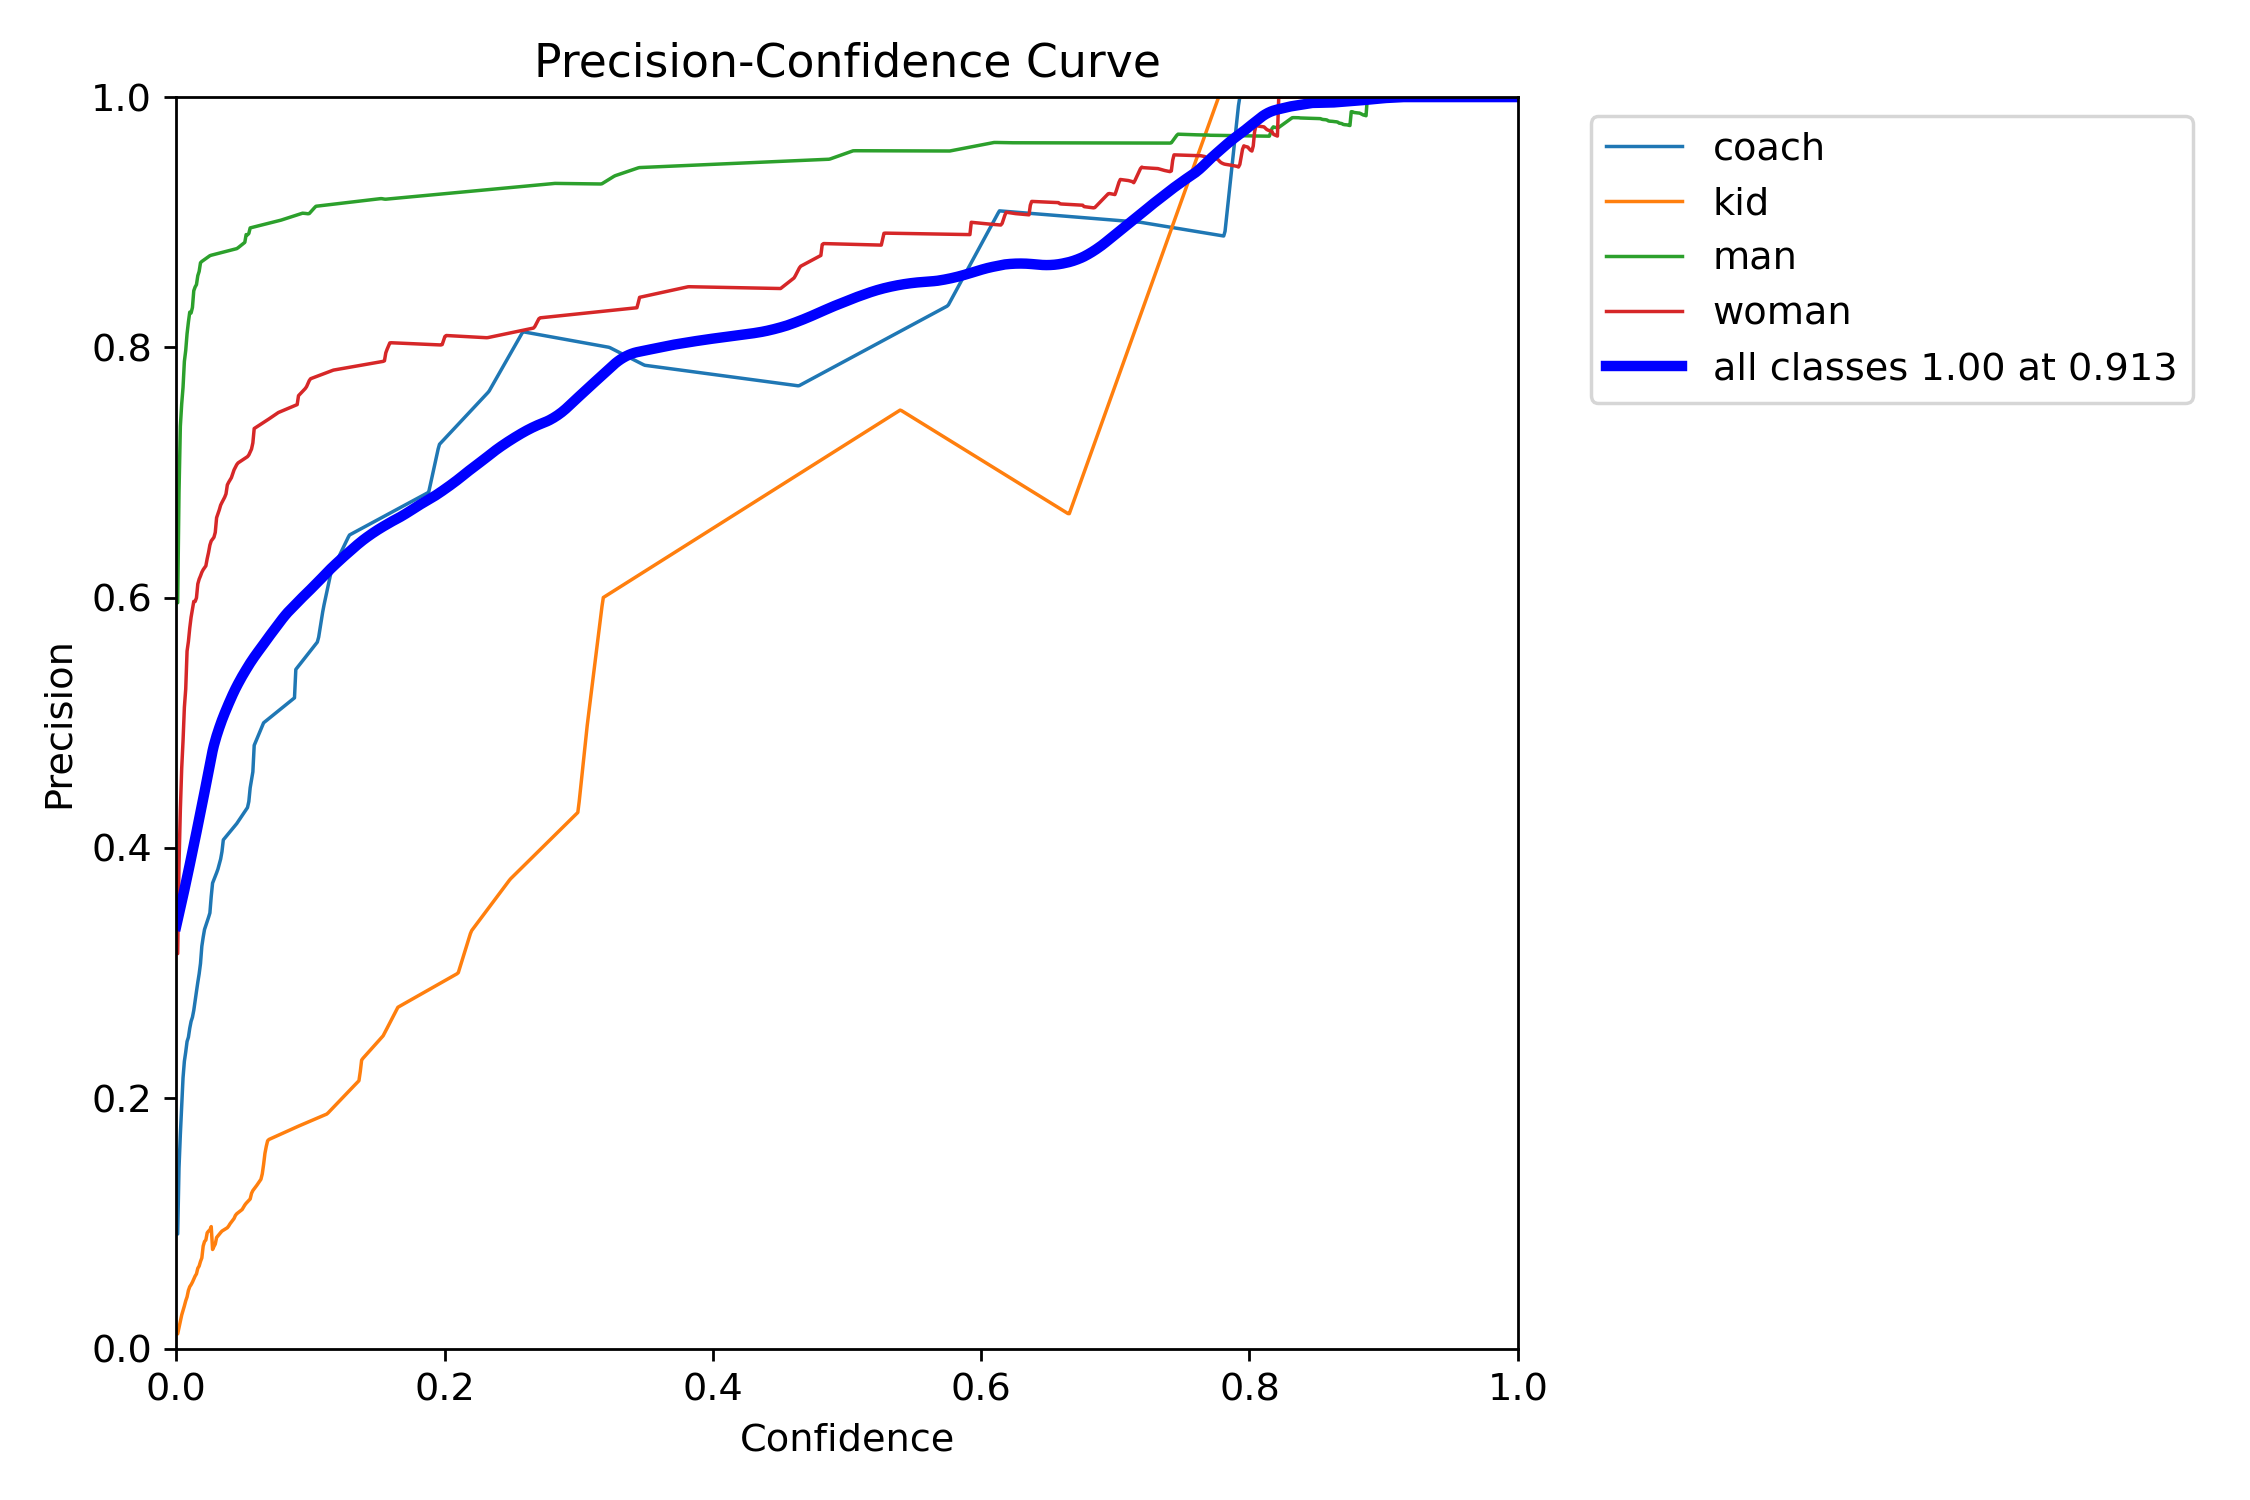 Precision-Confidence Curve
1.0
0.8
0.6
0.4
0.2
0.0
Precision
0.0 0.2 0.4 0.6 0.8 1.0
Confidence
coach
kid
man
woman
all classes 1.00 at 0.913